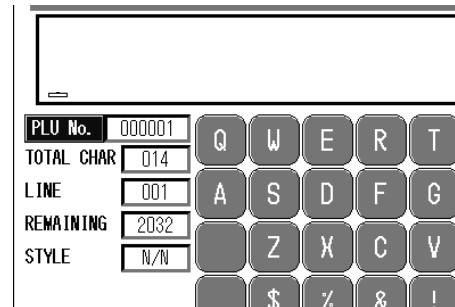 PLU No. 000001
Q W E R T
TOTAL CHAR 014
LINE 001
A S D F G
REMAINING 2032
Z X C V
STYLE N/N
$ % & !